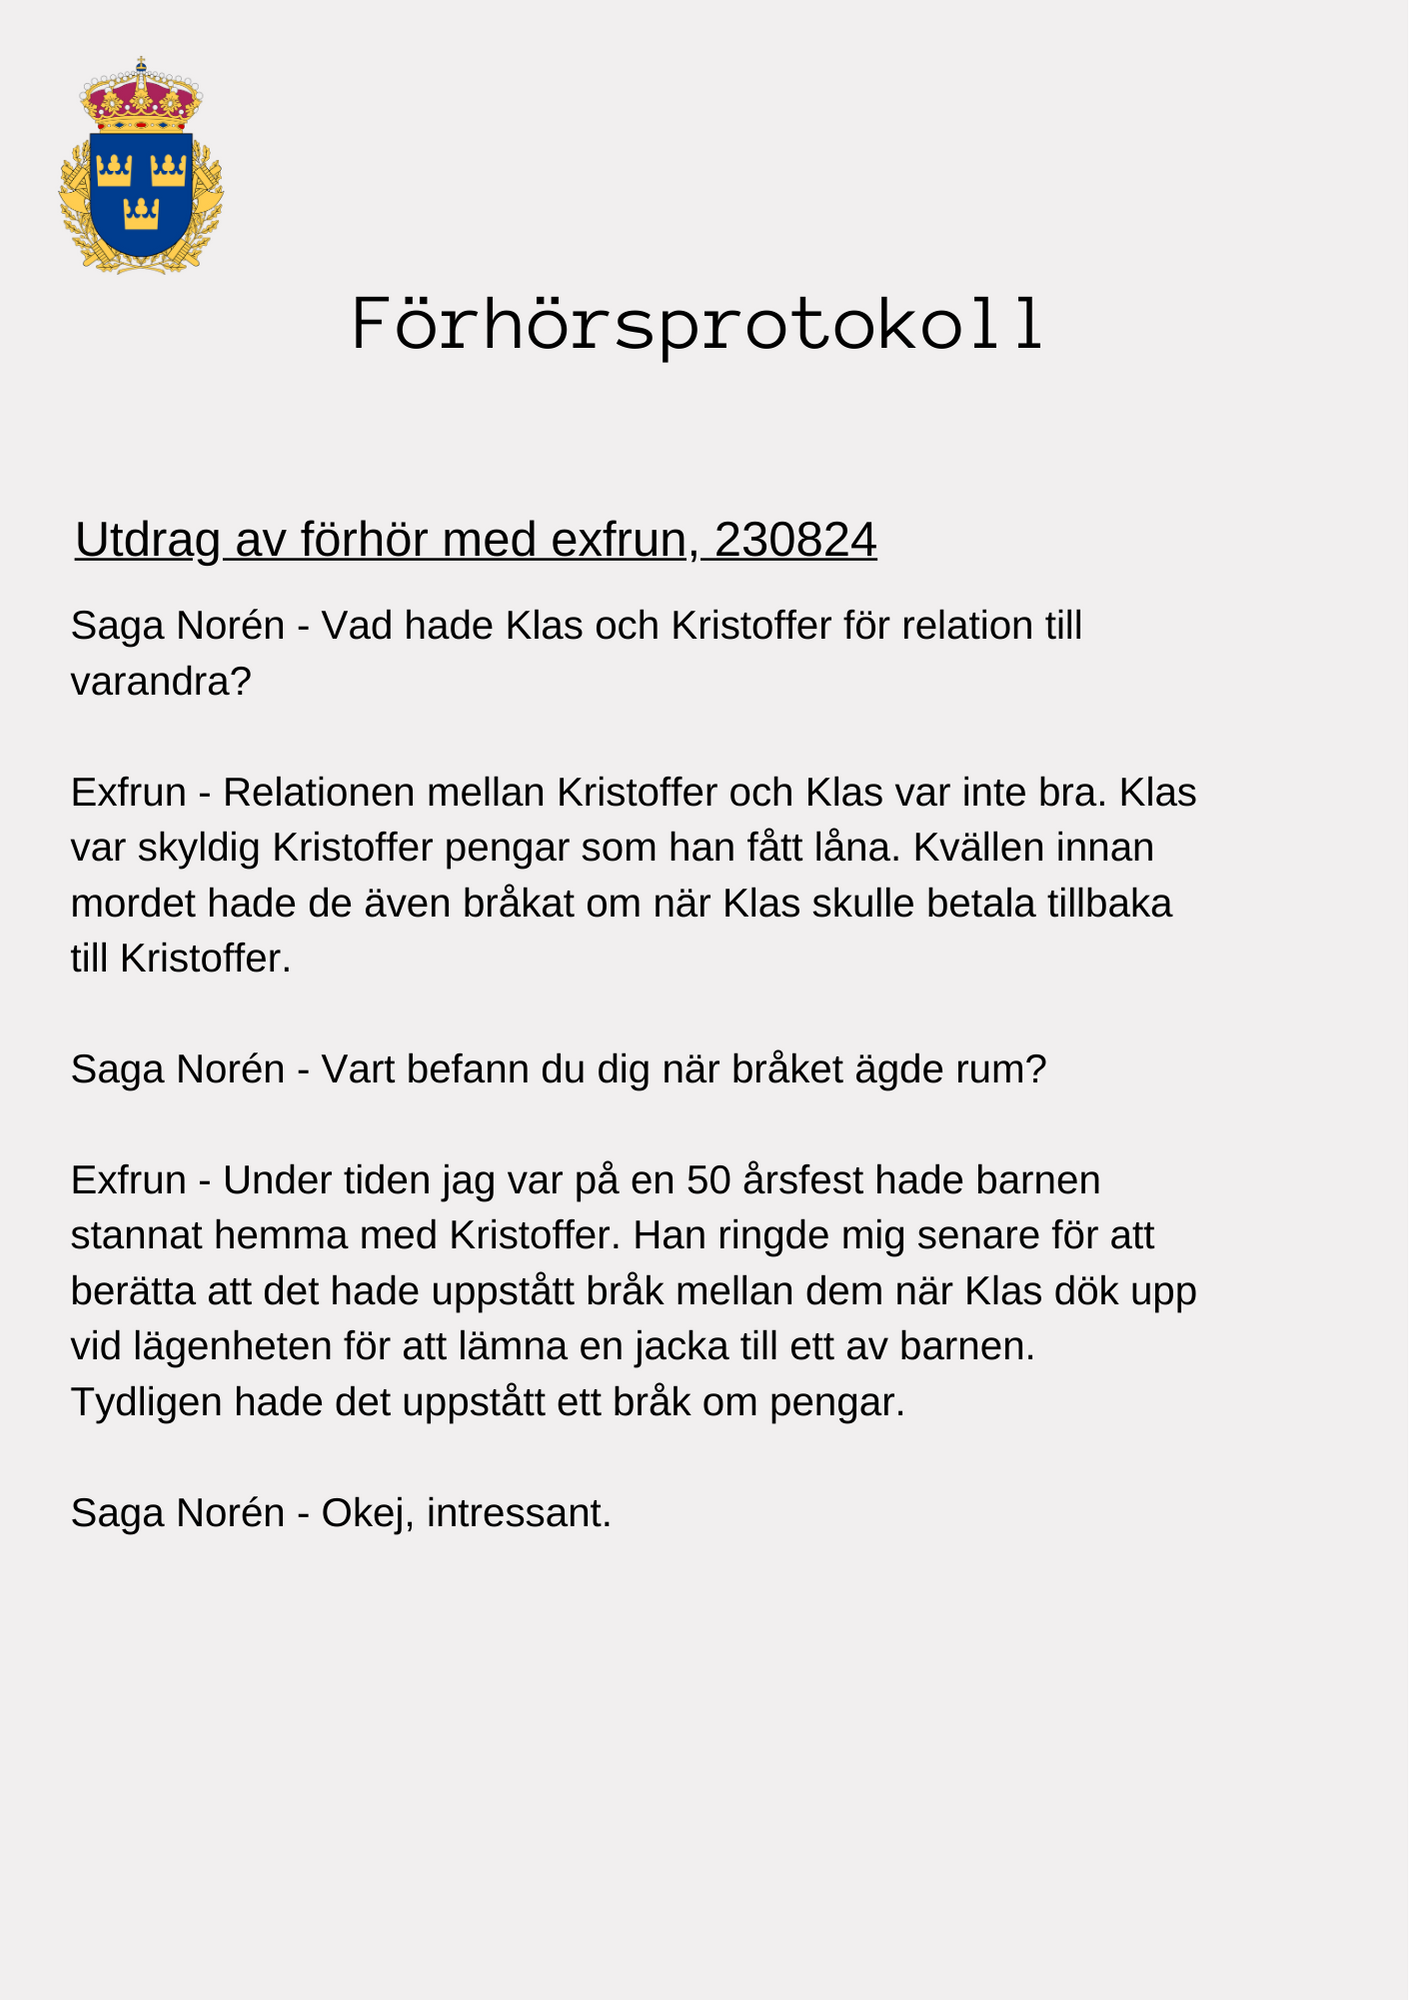 Förhörsprotokoll
Utdrag av förhör med exfrun, 230824
Saga Norén - Vad hade Klas och Kristoffer för relation till
varandra?
Exfrun - Relationen mellan Kristoffer och Klas var inte bra. Klas
var skyldig Kristoffer pengar som han fått låna. Kvällen innan
mordet hade de även bråkat om när Klas skulle betala tillbaka
till Kristoffer.
Saga Norén - Vart befann du dig när bråket ägde rum?
Exfrun - Under tiden jag var på en 50 årsfest hade barnen
stannat hemma med Kristoffer. Han ringde mig senare för att
berätta att det hade uppstått bråk mellan dem när Klas dök upp
vid lägenheten för att lämna en jacka till ett av barnen.
Tydligen hade det uppstått ett bråk om pengar.
Saga Norén - Okej, intressant.